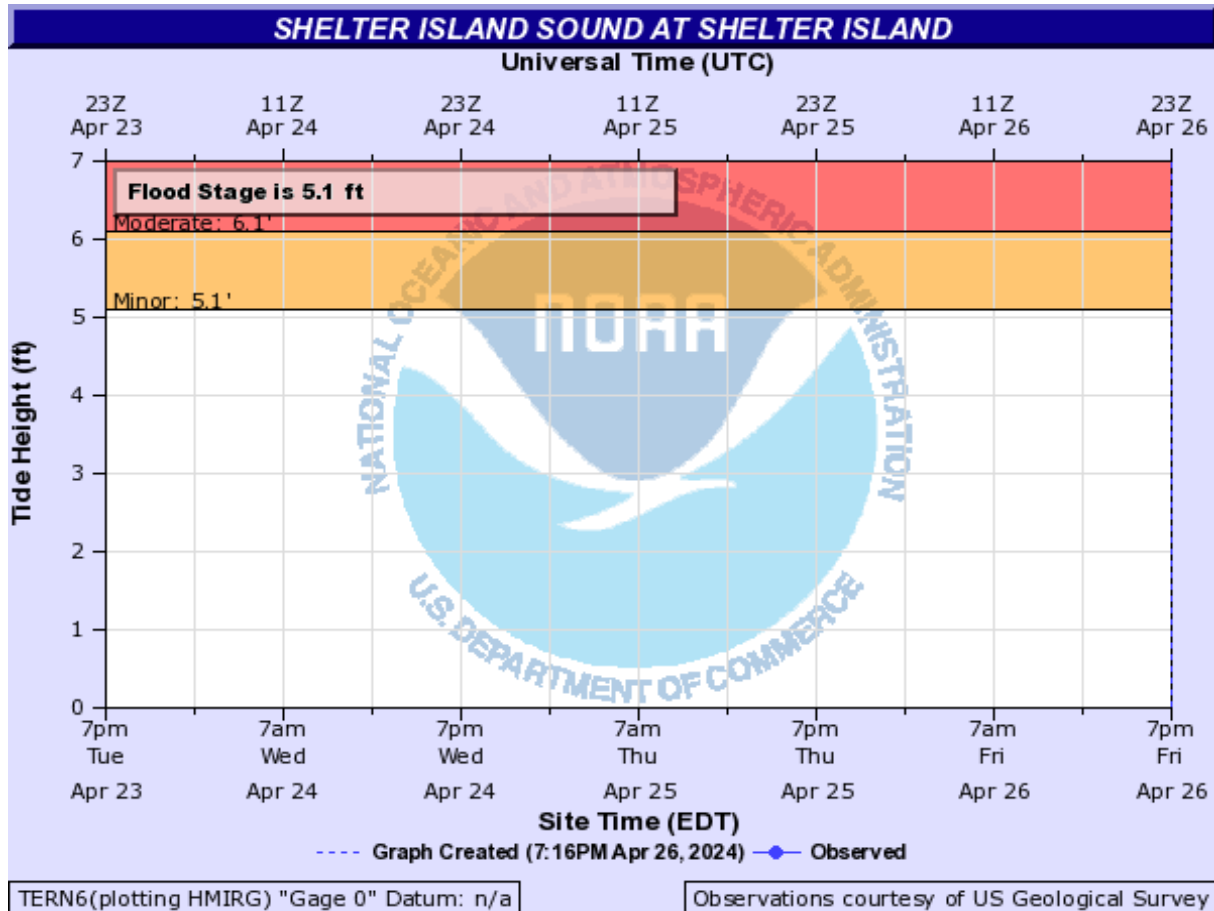 SHELTER ISLAND SOUND AT SHELTER ISLAND
Universal Time (UTC)
23Z 11Z 23Z 11Z 23Z 11Z 23Z
Apr 23 Apr 24 Apr 24 Apr 25 Apr 25 Apr 26 Apr 26
7
Flood Stage is 5.1 ft
Moderate: 6.1'
6
Minor: 5.1'
5
4
3
2
1
0
Tide Height (ft)
NATIONAL OCEANIC AND ATMOSPHERIC ADMINISTRATION
NOAA
U.S. DEPARTMENT OF COMMERCE
7pm 7am 7pm 7am 7pm 7am 7pm
Tue Wed Wed Thu Thu Fri Fri
Apr 23 Apr 24 Apr 24 Apr 25 Apr 25 Apr 26 Apr 26
Site Time (EDT)
Graph Created (7:16PM Apr 26, 2024) Observed
TERN6(plotting HMIRG) "Gage 0" Datum: n/a
Observations courtesy of US Geological Survey